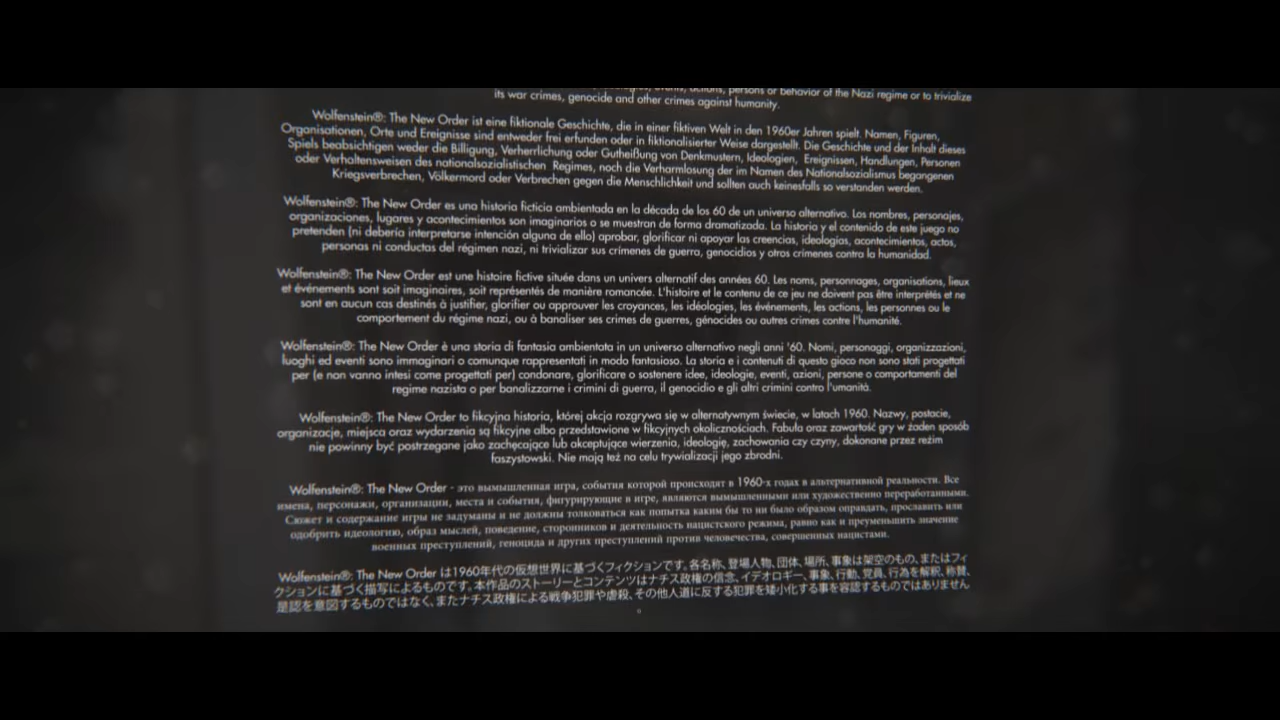 persons or behavior of the Nazi regime or to trivialize
its war crimes, genocide and other crimes against humanity.
Wolfenstein®: The New Order ist eine fiktionale Geschichte, die in einer fiktiven Welt in den 1960er Jahren spielt. Namen, Figuren,
Organisationen, Orte und Ereignisse sind entweder frei erfunden oder in fiktionalisierter Weise dargestellt. Die Geschichte und der Inhalt dieses
Spiels beabsichtigen weder die Billigung, Verherrlichung oder Gutheißung von Denkmustern, Ideologien, Ereignissen, Handlungen, Personen
oder Verhaltensweisen des nationalsozialistischen Regimes, noch die Verharmlosung der im Namen des Nationalsozialismus begangenen
Kriegsverbrechen, Völkermord oder Verbrechen gegen die Menschlichkeit und sollten auch keinesfalls so verstanden werden.
Wolfenstein®: The New Order es una historia ficticia ambientada en la década de los 60 de un universo alternativo. Los nombres, personajes,
organizaciones, lugares y acontecimientos son imaginarios o se muestran de forma dramatizada. La historia y el contenido de este juego no
pretenden (ni debería interpretarse intención alguna de ello) aprobar, glorificar ni apoyar las creencias, ideologías, acontecimientos, actos,
personas ni conductas del régimen nazi, ni trivializar sus crímenes de guerra, genocidios y otros crímenes contra la humanidad.
Wolfenstein®: The New Order est une histoire fictive située dans un univers alternatif des années 60. Les noms, personnages, organisations, lieux
et événements sont soit imaginaires, soit représentés de manière romancée. L'histoire et le contenu de ce jeu ne doivent pas être interprétés et ne
sont en aucun cas destinés à justifier, glorifier ou approuver les croyances, les idéologies, les événements, les actions, les personnes ou le
comportement du régime nazi, ou à banaliser ses crimes de guerres, génocides ou autres crimes contre l'humanité.
Wolfenstein®: The New Order è una storia di fantasia ambientata in un universo alternativo negli anni '60. Nomi, personaggi, organizzazioni,
luoghi ed eventi sono immaginari o comunque rappresentati in modo fantasioso. La storia e i contenuti di questo gioco non sono stati progettati
per (e non vanno intesi come progettati per) condonare, glorificare o sostenere idee, ideologie, eventi, azioni, persone o comportamenti del
regime nazista o per banalizzarne i crimini di guerra, il genocidio e gli altri crimini contro l'umanità.
Wolfenstein®: The New Order to fikcyjna historia, której akcja rozgrywa się w alternatywnym świecie, w latach 1960. Nazwy, postacie,
organizacje, miejsca oraz wydarzenia są fikcyjne albo przedstawione w fikcyjnych okolicznościach. Fabuła oraz zawartość gry w żaden sposób
nie powinny być postrzegane jako zachęcające lub akceptujące wierzenia, ideologię, zachowania czy czyny, dokonane przez reżim
faszystowski. Nie mają też na celu trywializacji jego zbrodni.
Wolfenstein®: The New Order - это вымышленная игра, события которой происходят в 1960-х годах в альтернативной реальности. Все
имена, персонажи, организации, места и события, фигурирующие в игре, являются вымышленными или художественно переработанными.
Сюжет и содержание игры не задуманы и не должны толковаться как попытка каким бы то ни было образом оправдать, прославить или
одобрить идеологию, образ мыслей, поведение, сторонников и деятельность нацистского режима, равно как и преуменьшить значение
военных преступлений, геноцида и других преступлений против человечества, совершенных нацистами.
Wolfenstein®: The New Order は1960年代の仮想世界に基づくフィクションです。各名称、登場人物、団体、場所、事象は架空のもの、またはフィ
クションに基づく描写によるものです。本作品のストーリーとコンテンツはナチス政権の信念、イデオロギー、事象、行動、党員、行為を解釈、称賛、
是認を意図するものではなく、またナチス政権による戦争犯罪や虐殺、その他人道に反する犯罪を矮小化する事を容認するものではありません